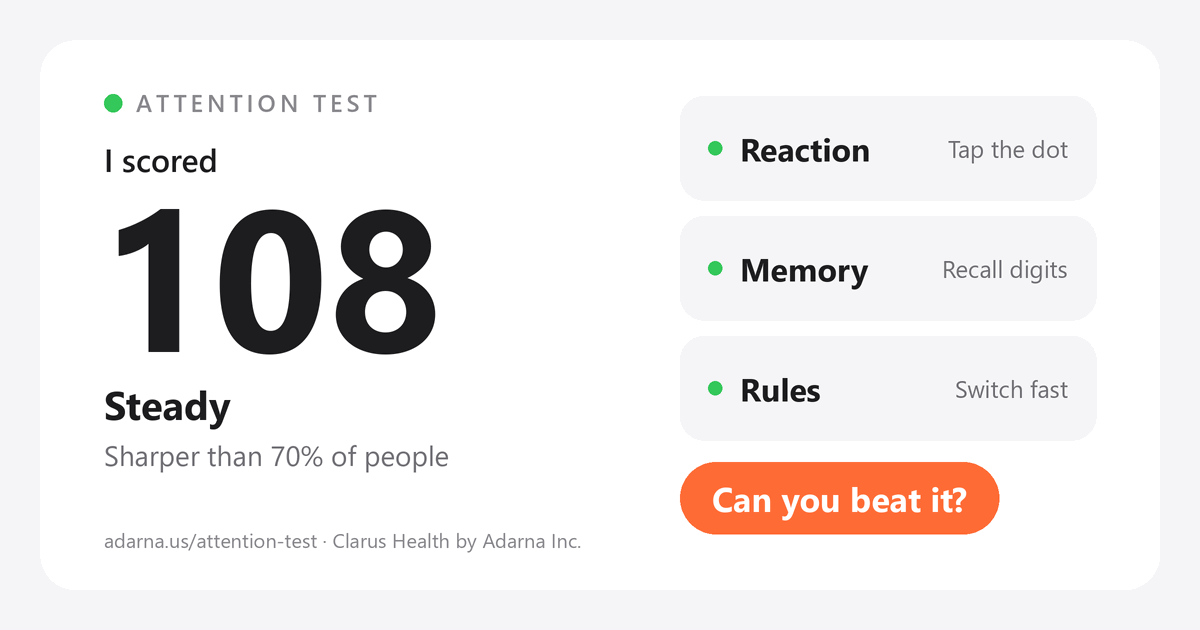 ATTENTION TEST
I scored
108
Steady
Sharper than 70% of people
adarna.us/attention-test · Clarus Health by Adarna Inc.
Reaction Tap the dot
Memory Recall digits
Rules Switch fast
Can you beat it?